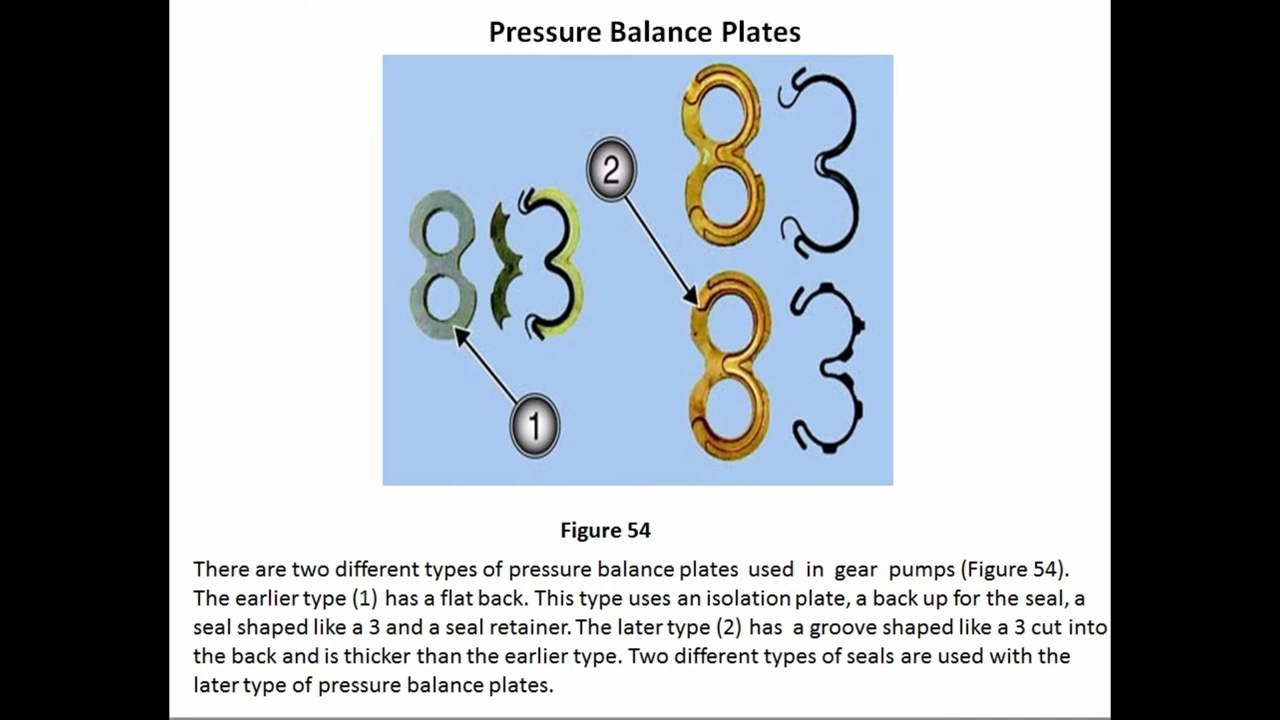 Pressure Balance Plates
2
1
Figure 54
There are two different types of pressure balance plates used in gear pumps (Figure 54).
The earlier type (1) has a flat back. This type uses an isolation plate, a back up for the seal, a
seal shaped like a 3 and a seal retainer. The later type (2) has a groove shaped like a 3 cut into
the back and is thicker than the earlier type. Two different types of seals are used with the
later type of pressure balance plates.